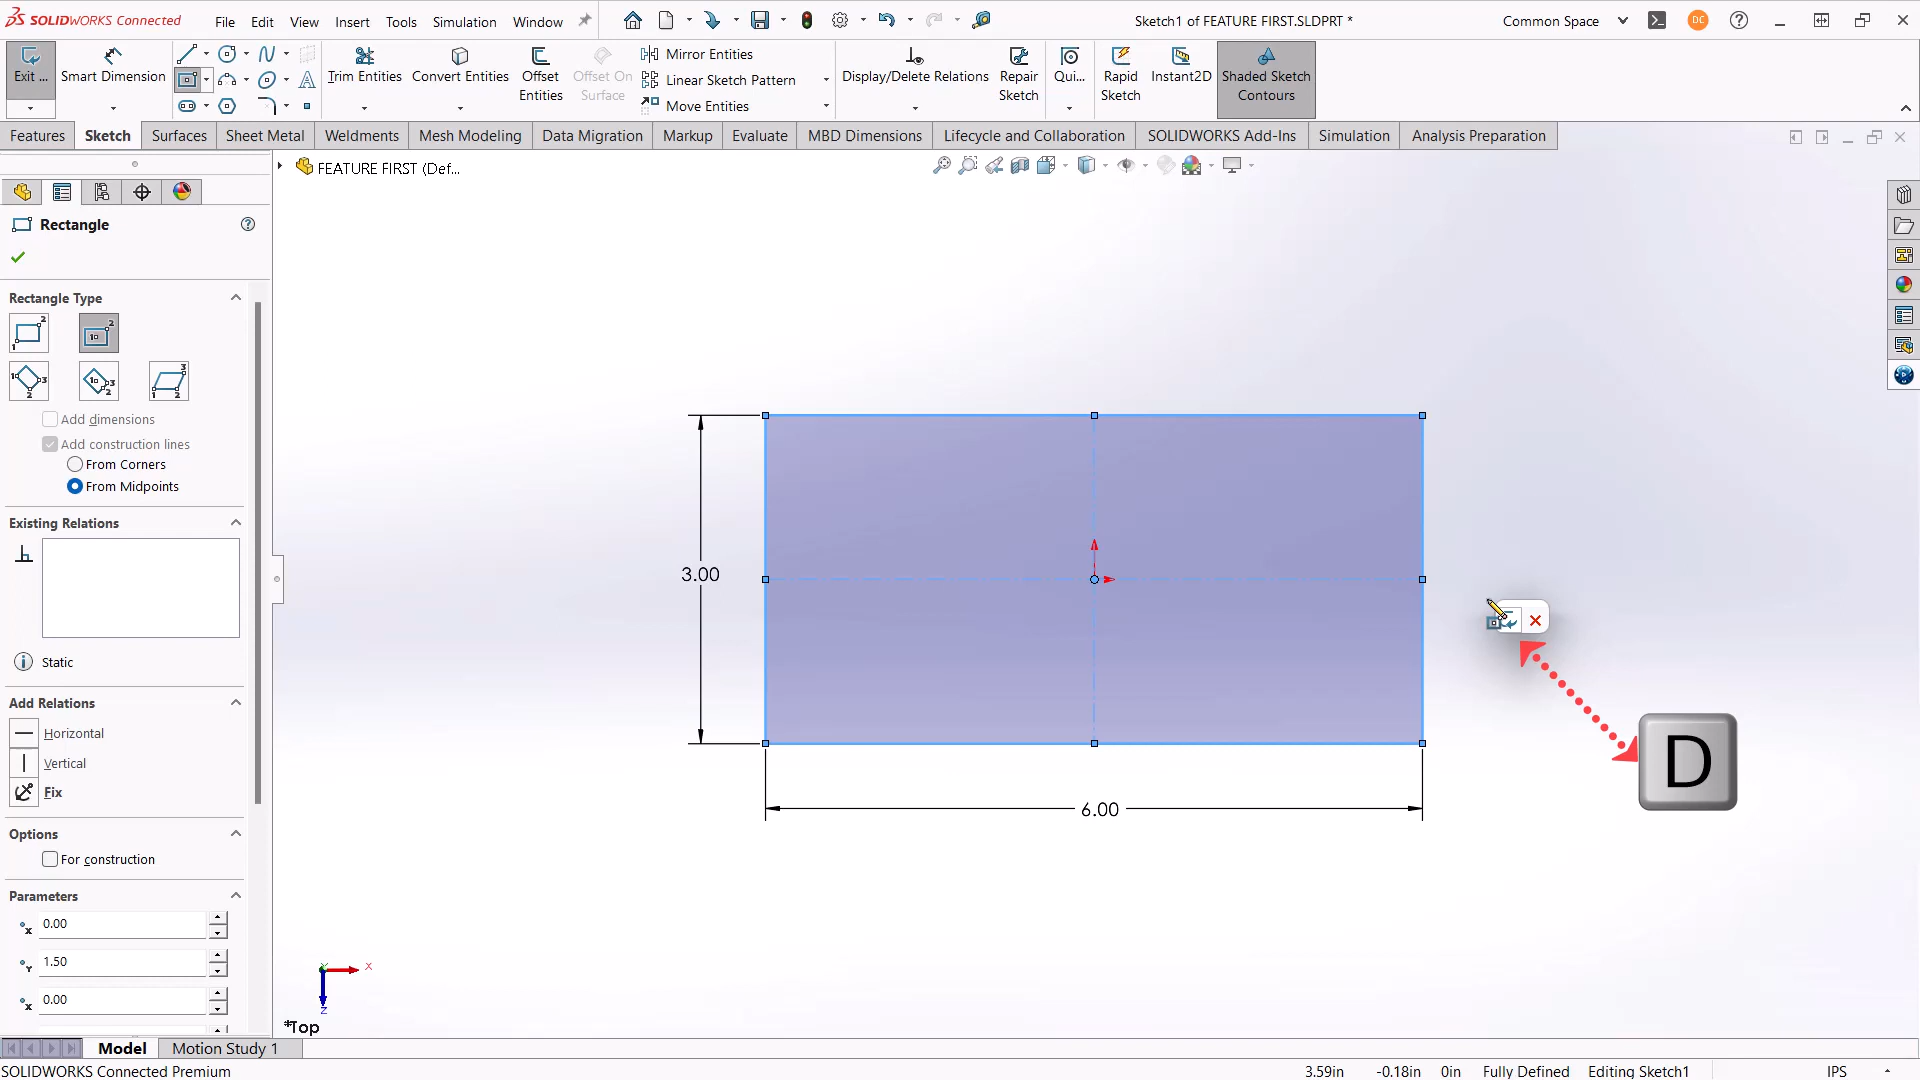 SOLIDWORKS Connected
File Edit View Insert Tools Simulation Window
Sketch1 of FEATURE FIRST.SLDPRT *
Common Space
DC
Exit ...
Smart Dimension
Trim Entities
Convert Entities
Offset
Entities
Offset On
Surface
Mirror Entities
Linear Sketch Pattern
Move Entities
Display/Delete Relations
Repair
Sketch
Qui...
Rapid
Sketch
Instant2D
Shaded Sketch
Contours
Features Sketch Surfaces Sheet Metal Weldments Mesh Modeling Data Migration Markup Evaluate MBD Dimensions Lifecycle and Collaboration SOLIDWORKS Add-Ins Simulation Analysis Preparation
FEATURE FIRST (Def...
Rectangle
Rectangle Type
Add dimensions
Add construction lines
From Corners
From Midpoints
Existing Relations
Static
Add Relations
Horizontal
Vertical
Fix
Options
For construction
Parameters
0.00
1.50
0.00
3.00
6.00
D
X
Z
*Top
Model Motion Study 1
SOLIDWORKS Connected Premium
3.59in -0.18in 0in Fully Defined Editing Sketch1 IPS